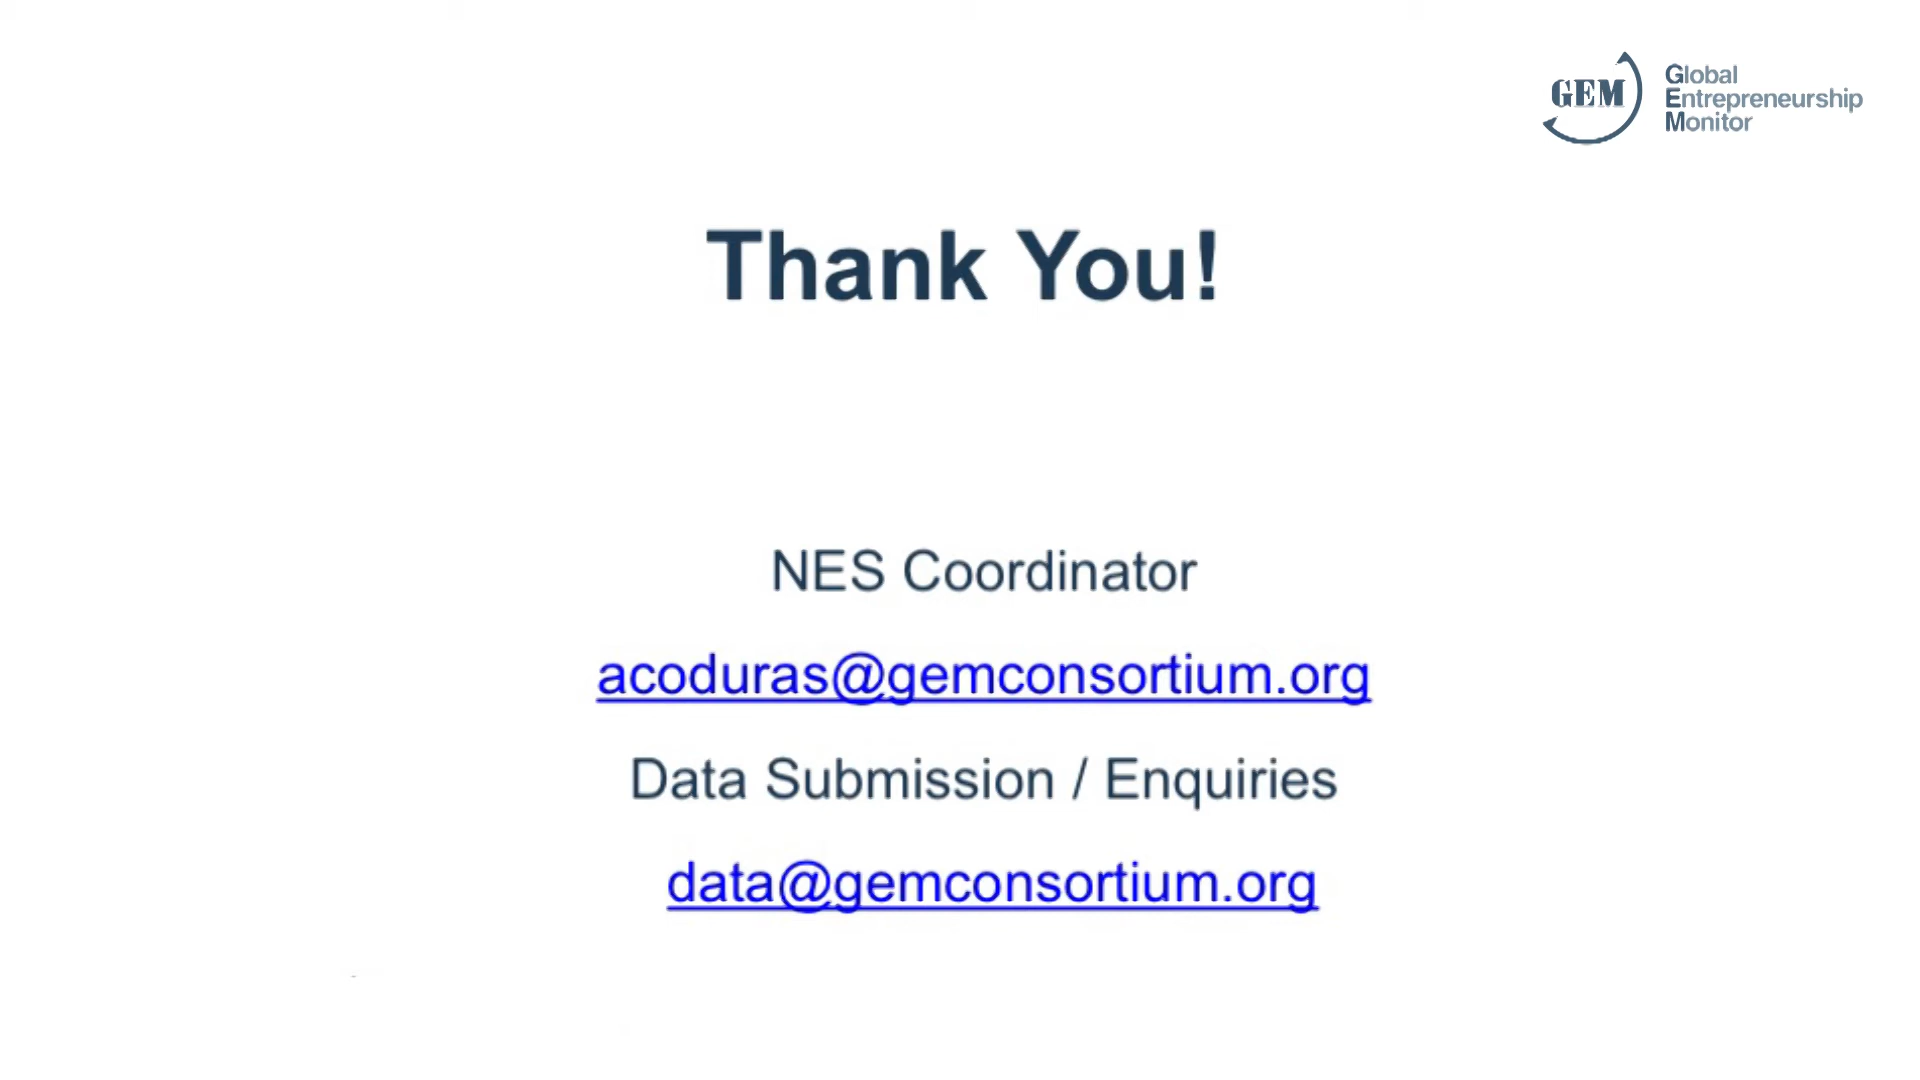 GEM
Global
Entrepreneurship
Monitor
Thank You!
NES Coordinator
acoduras@gemconsortium.org
Data Submission / Enquiries
data@gemconsortium.org